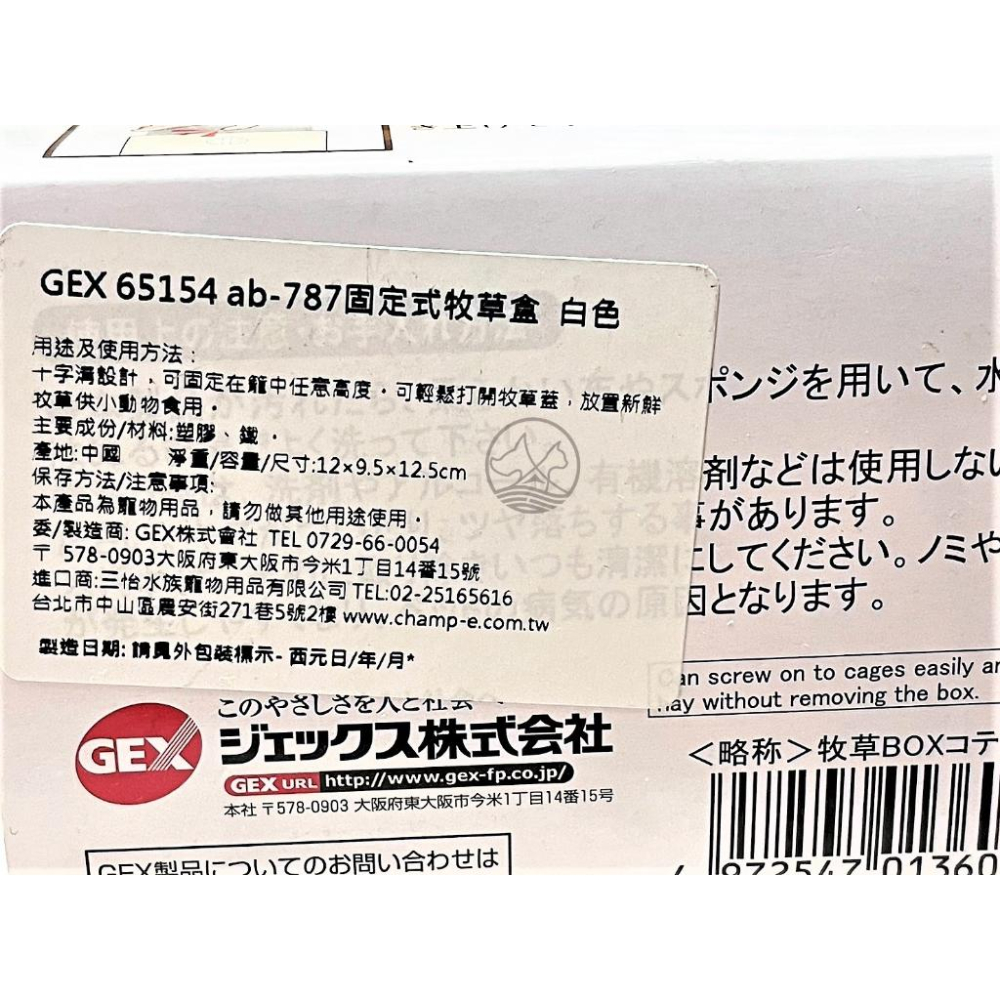 GEX 65154 ab-787固定式牧草盒 白色
用途及使用方法：
十字溝設計，可固定在籠中任意高度，可輕鬆打開牧草蓋，放置新鮮
牧草供小動物食用。
主要成份/材料:塑膠、鐵。
產地:中國 淨重/容量/尺寸:12×9.5×12.5cm
保存方法/注意事項:
本產品為寵物用品，請勿做其他用途使用。
委/製造商: GEX株式會社 TEL 0729-66-0054
〒 578-0903大阪府東大阪市今米1丁目14番15號
進口商:三怡水族寵物用品有限公司 TEL:02-25165616
台北市中山區農安街271巷5號2樓 www.champ-e.com.tw
製造日期: 請見外包裝標示- 西元日/年/月*
ポンジを用いて、水
剤などは使用しない
事があります。
にしてください。ノミや
因となります。
Can screw on to cages easily an
hay without removing the box.
このやさしさを人と社会へ
GEX
ジェックス株式会社
GEX URL http://www.gex-fp.co.jp/
本社 〒578-0903 大阪府東大阪市今米1丁目14番15号
GEX製品についてのお問い合わせは
＜略称＞牧草BOXコテ
4 972547 01360